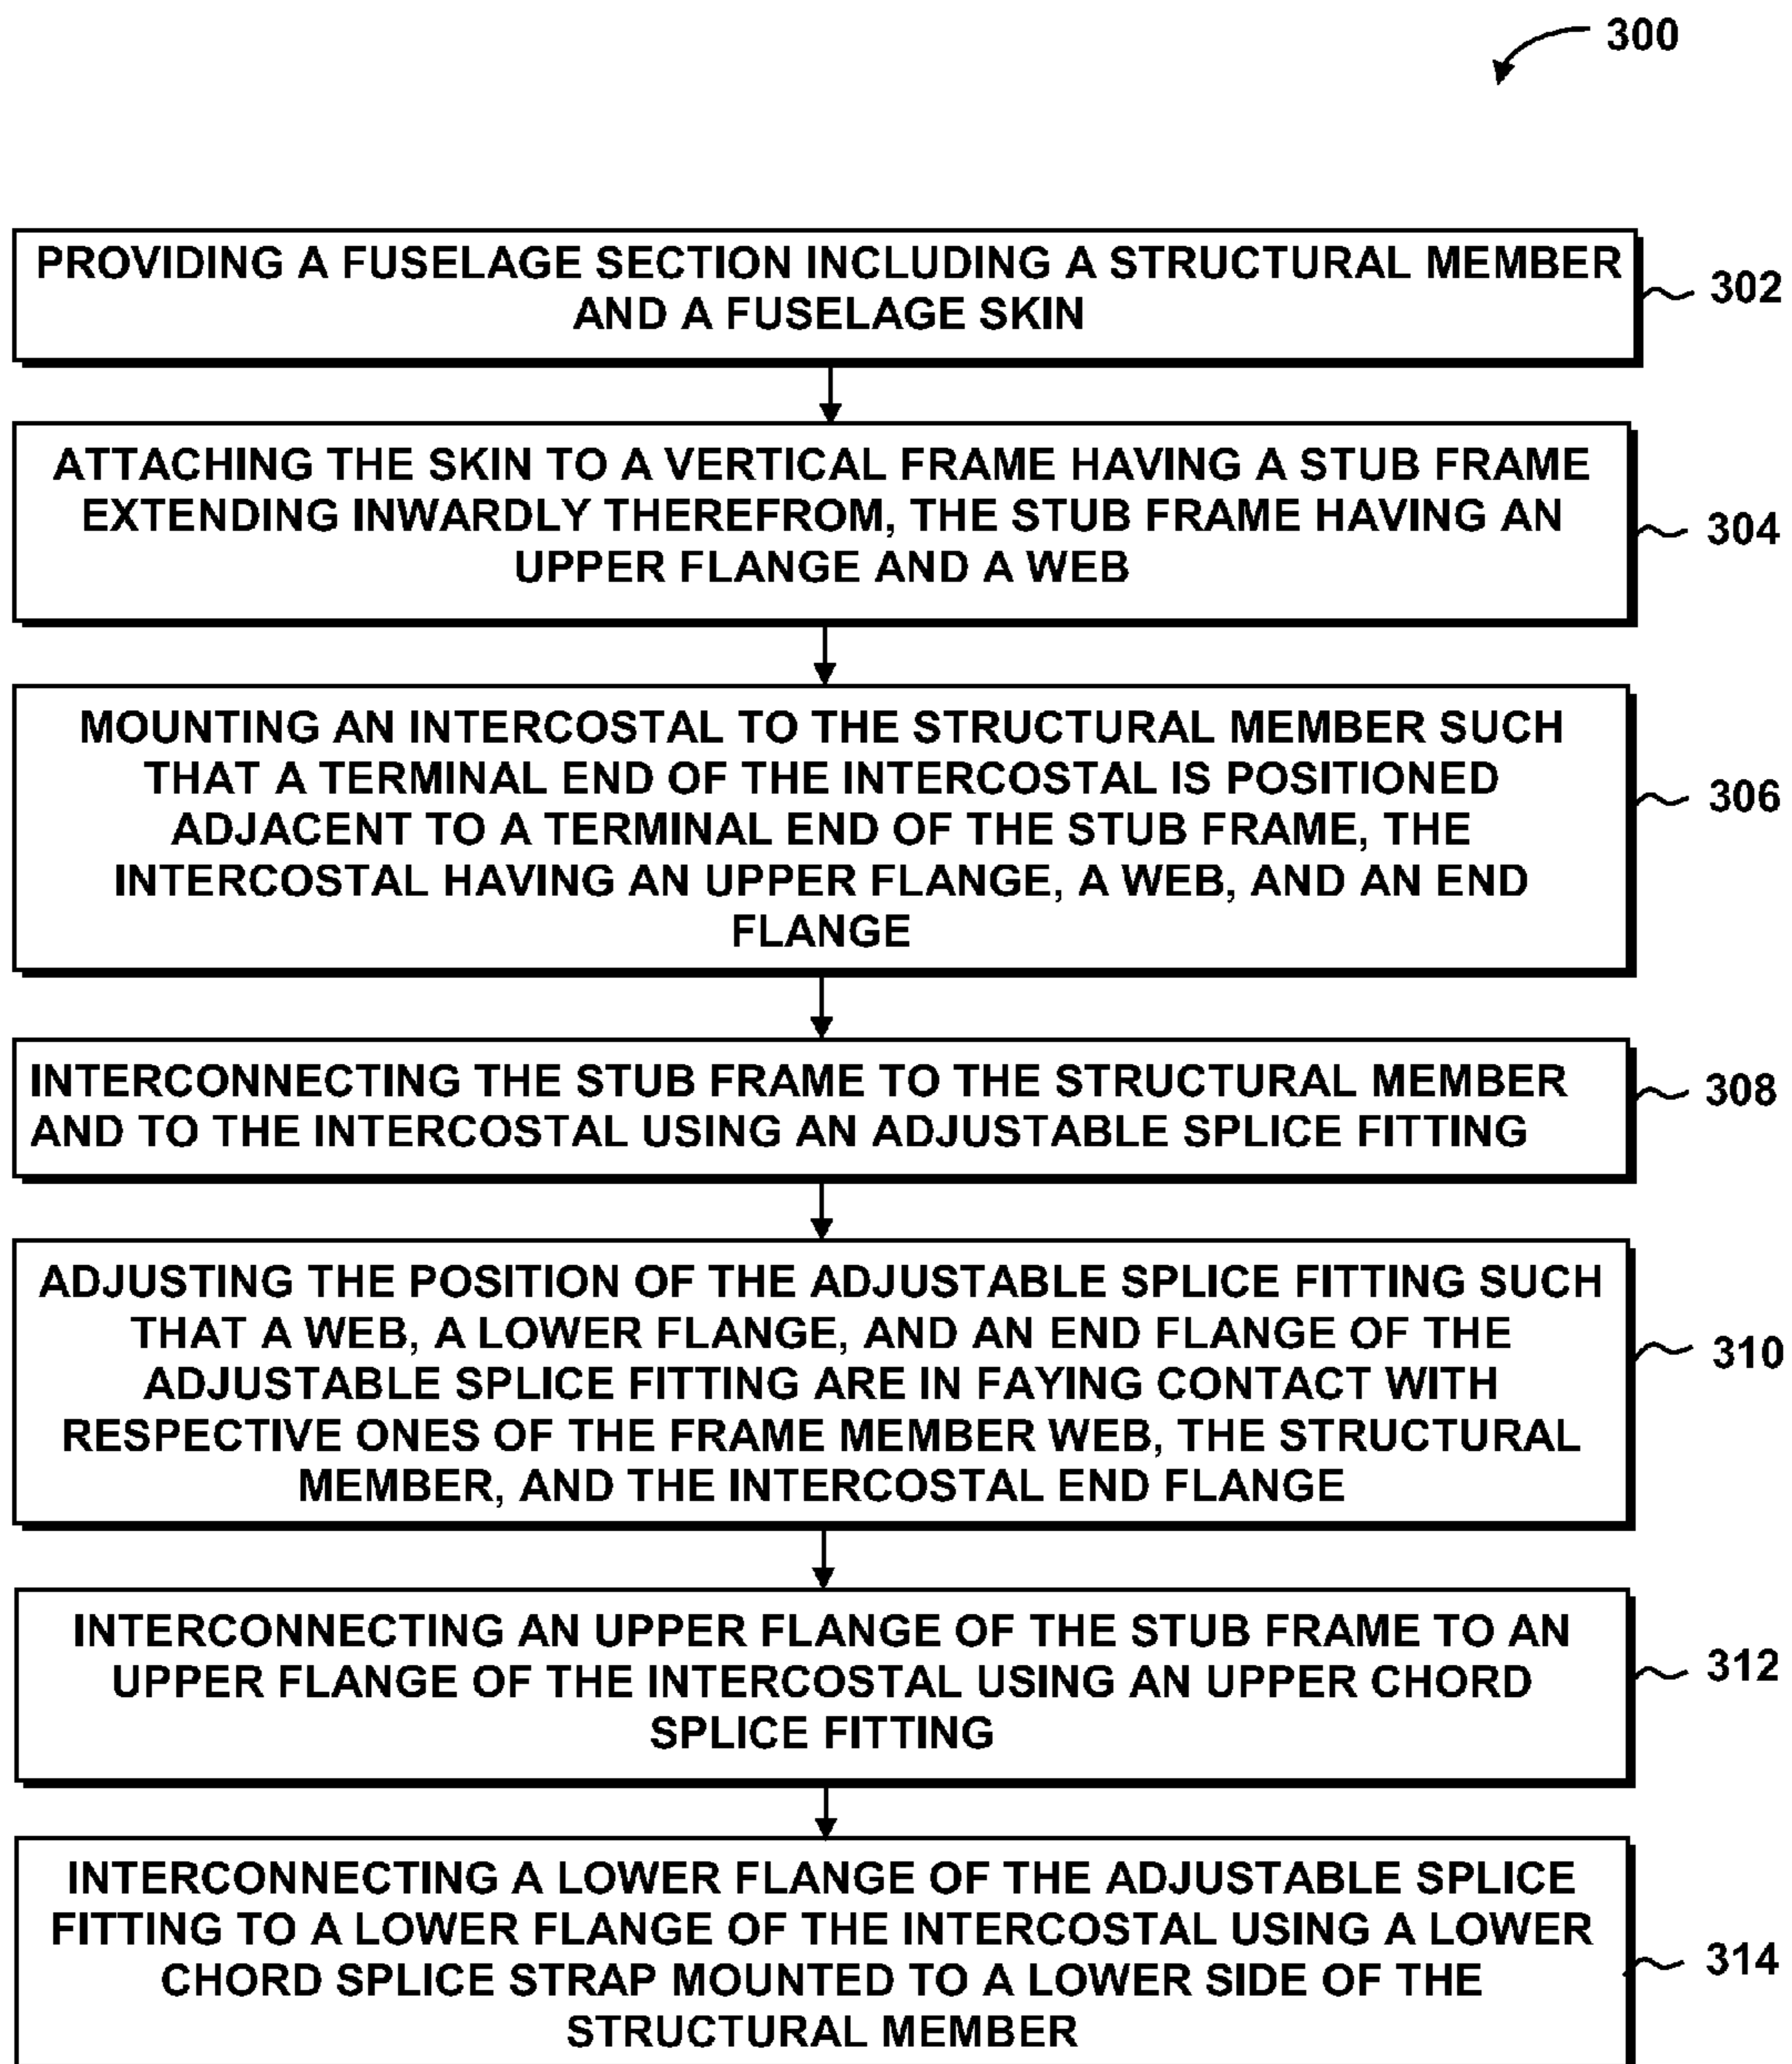 300
PROVIDING A FUSELAGE SECTION INCLUDING A STRUCTURAL MEMBER
AND A FUSELAGE SKIN
302
ATTACHING THE SKIN TO A VERTICAL FRAME HAVING A STUB FRAME
EXTENDING INWARDLY THEREFROM, THE STUB FRAME HAVING AN
UPPER FLANGE AND A WEB
304
MOUNTING AN INTERCOSTAL TO THE STRUCTURAL MEMBER SUCH
THAT A TERMINAL END OF THE INTERCOSTAL IS POSITIONED
ADJACENT TO A TERMINAL END OF THE STUB FRAME, THE
INTERCOSTAL HAVING AN UPPER FLANGE, A WEB, AND AN END
FLANGE
306
INTERCONNECTING THE STUB FRAME TO THE STRUCTURAL MEMBER
AND TO THE INTERCOSTAL USING AN ADJUSTABLE SPLICE FITTING
308
ADJUSTING THE POSITION OF THE ADJUSTABLE SPLICE FITTING SUCH
THAT A WEB, A LOWER FLANGE, AND AN END FLANGE OF THE
ADJUSTABLE SPLICE FITTING ARE IN FAYING CONTACT WITH
RESPECTIVE ONES OF THE FRAME MEMBER WEB, THE STRUCTURAL
MEMBER, AND THE INTERCOSTAL END FLANGE
310
INTERCONNECTING AN UPPER FLANGE OF THE STUB FRAME TO AN
UPPER FLANGE OF THE INTERCOSTAL USING AN UPPER CHORD
SPLICE FITTING
312
INTERCONNECTING A LOWER FLANGE OF THE ADJUSTABLE SPLICE
FITTING TO A LOWER FLANGE OF THE INTERCOSTAL USING A LOWER
CHORD SPLICE STRAP MOUNTED TO A LOWER SIDE OF THE
STRUCTURAL MEMBER
314